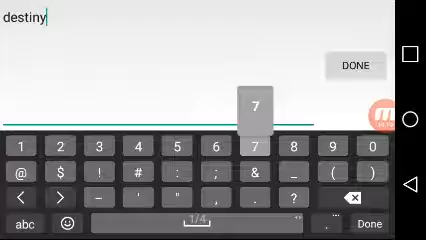 destiny
DONE
7
1 2 3 4 5 6 7 8 9 0
@ $ ! # / & _ ( )
- ' " , . ?
abc 1/4 . ... Done